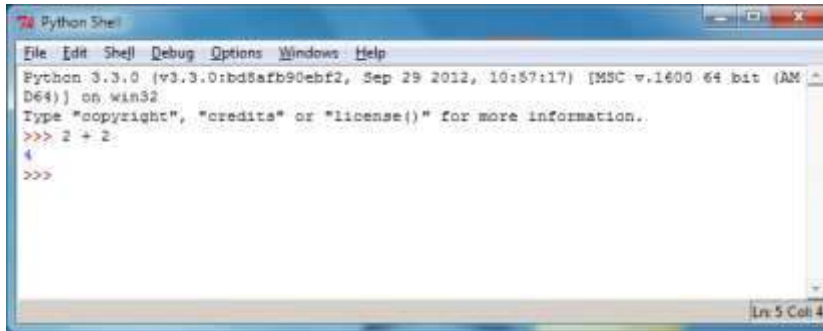 Python Shell
File Edit Shell Debug Options Windows Help
Python 3.3.0 (v3.3.0:bd8afb90ebf2, Sep 29 2012, 10:57:17) [MSC v.1600 64 bit (AM
D64)] on win32
Type "copyright", "credits" or "license()" for more information.
>>> 2 + 2
4
>>>
Ln: 5 Col: 4